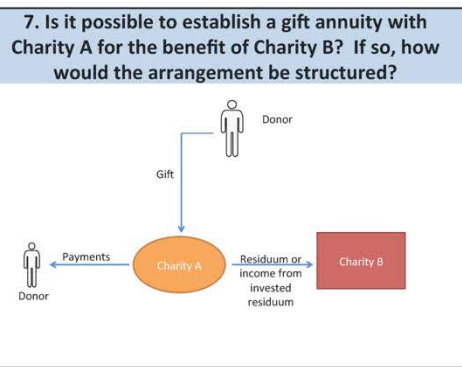 7. Is it possible to establish a gift annuity with
Charity A for the benefit of Charity B? If so, how
would the arrangement be structured?
Donor
Gift
Payments
Donor
Charity A
Residuum or
income from
invested
residuum
Charity B